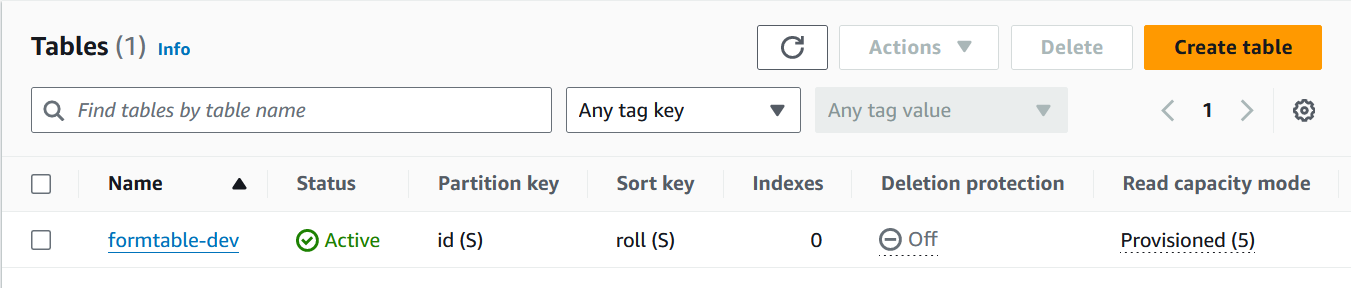 Tables (1) Info
Actions Delete Create table
Find tables by table name Any tag key Any tag value 1
Name Status Partition key Sort key Indexes Deletion protection Read capacity mode
formtable-dev Active id (S) roll (S) 0 Off Provisioned (5)